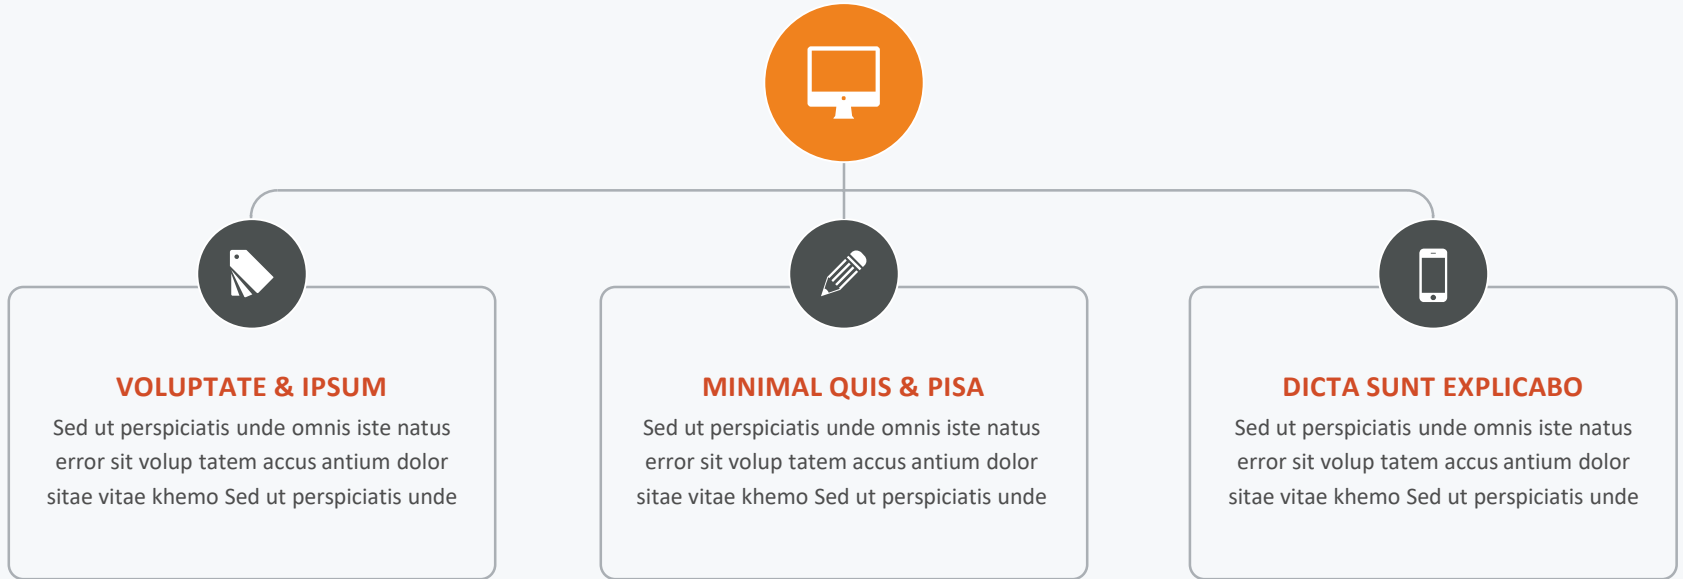 VOLUPTATE & IPSUM
Sed ut perspiciatis unde omnis iste natus
error sit volup tatem accus antium dolor
sitae vitae khemo Sed ut perspiciatis unde
MINIMAL QUIS & PISA
Sed ut perspiciatis unde omnis iste natus
error sit volup tatem accus antium dolor
sitae vitae khemo Sed ut perspiciatis unde
DICTA SUNT EXPLICABO
Sed ut perspiciatis unde omnis iste natus
error sit volup tatem accus antium dolor
sitae vitae khemo Sed ut perspiciatis unde